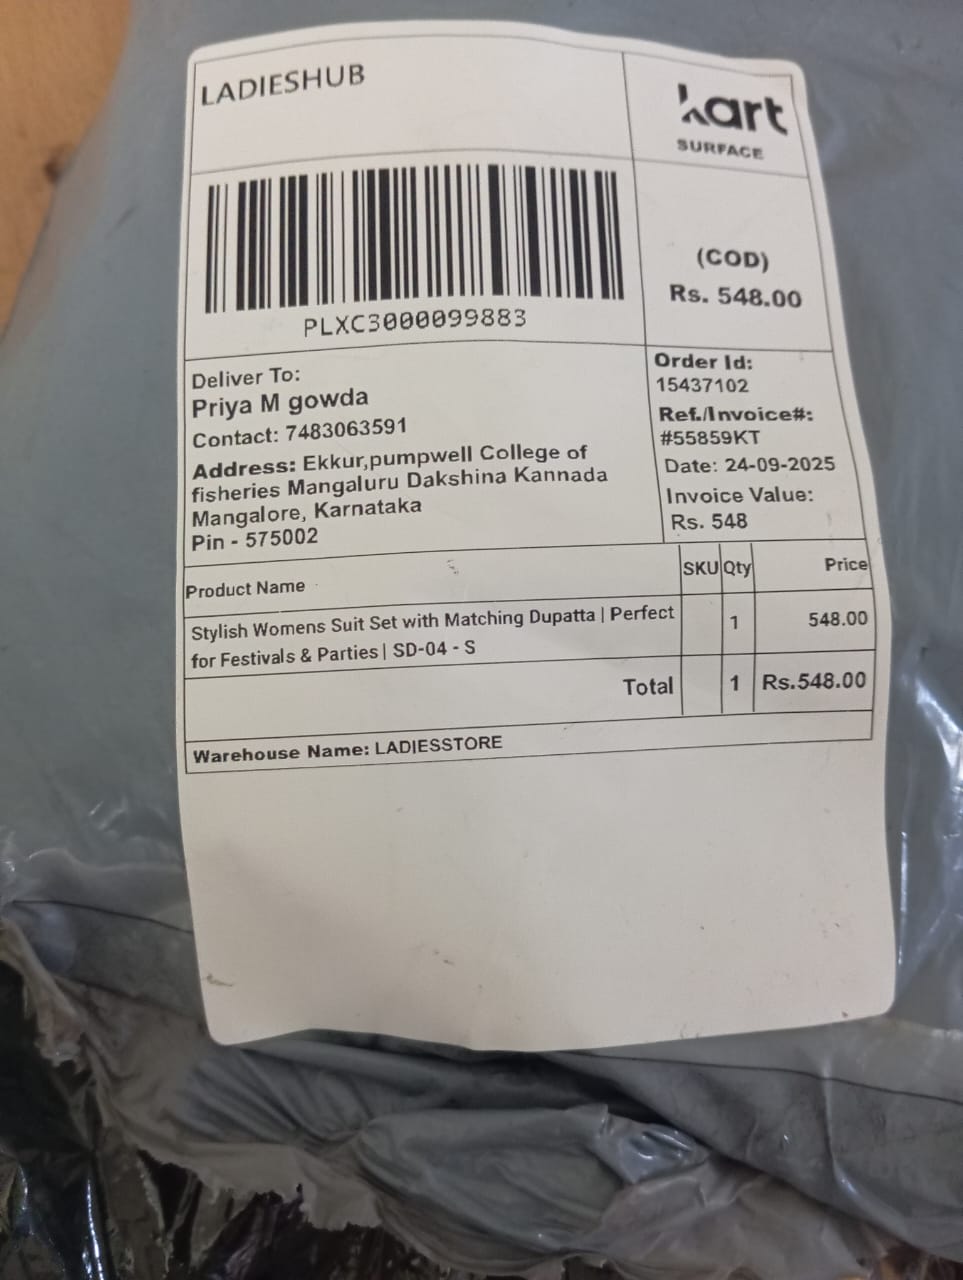 LADIESHUB
kart
SURFACE
PLXC3000099883
(COD)
Rs. 548.00
Deliver To:
Priya M gowda
Contact: 7483063591
Address: Ekkur,pumpwell College of
fisheries Mangaluru Dakshina Kannada
Mangalore, Karnataka
Pin - 575002
Order Id:
15437102
Ref./Invoice#:
#55859KT
Date: 24-09-2025
Invoice Value:
Rs. 548
Product Name SKU Qty Price
Stylish Womens Suit Set with Matching Dupatta | Perfect 1 548.00
for Festivals & Parties | SD-04 - S
Total 1 Rs.548.00
Warehouse Name: LADIESSTORE